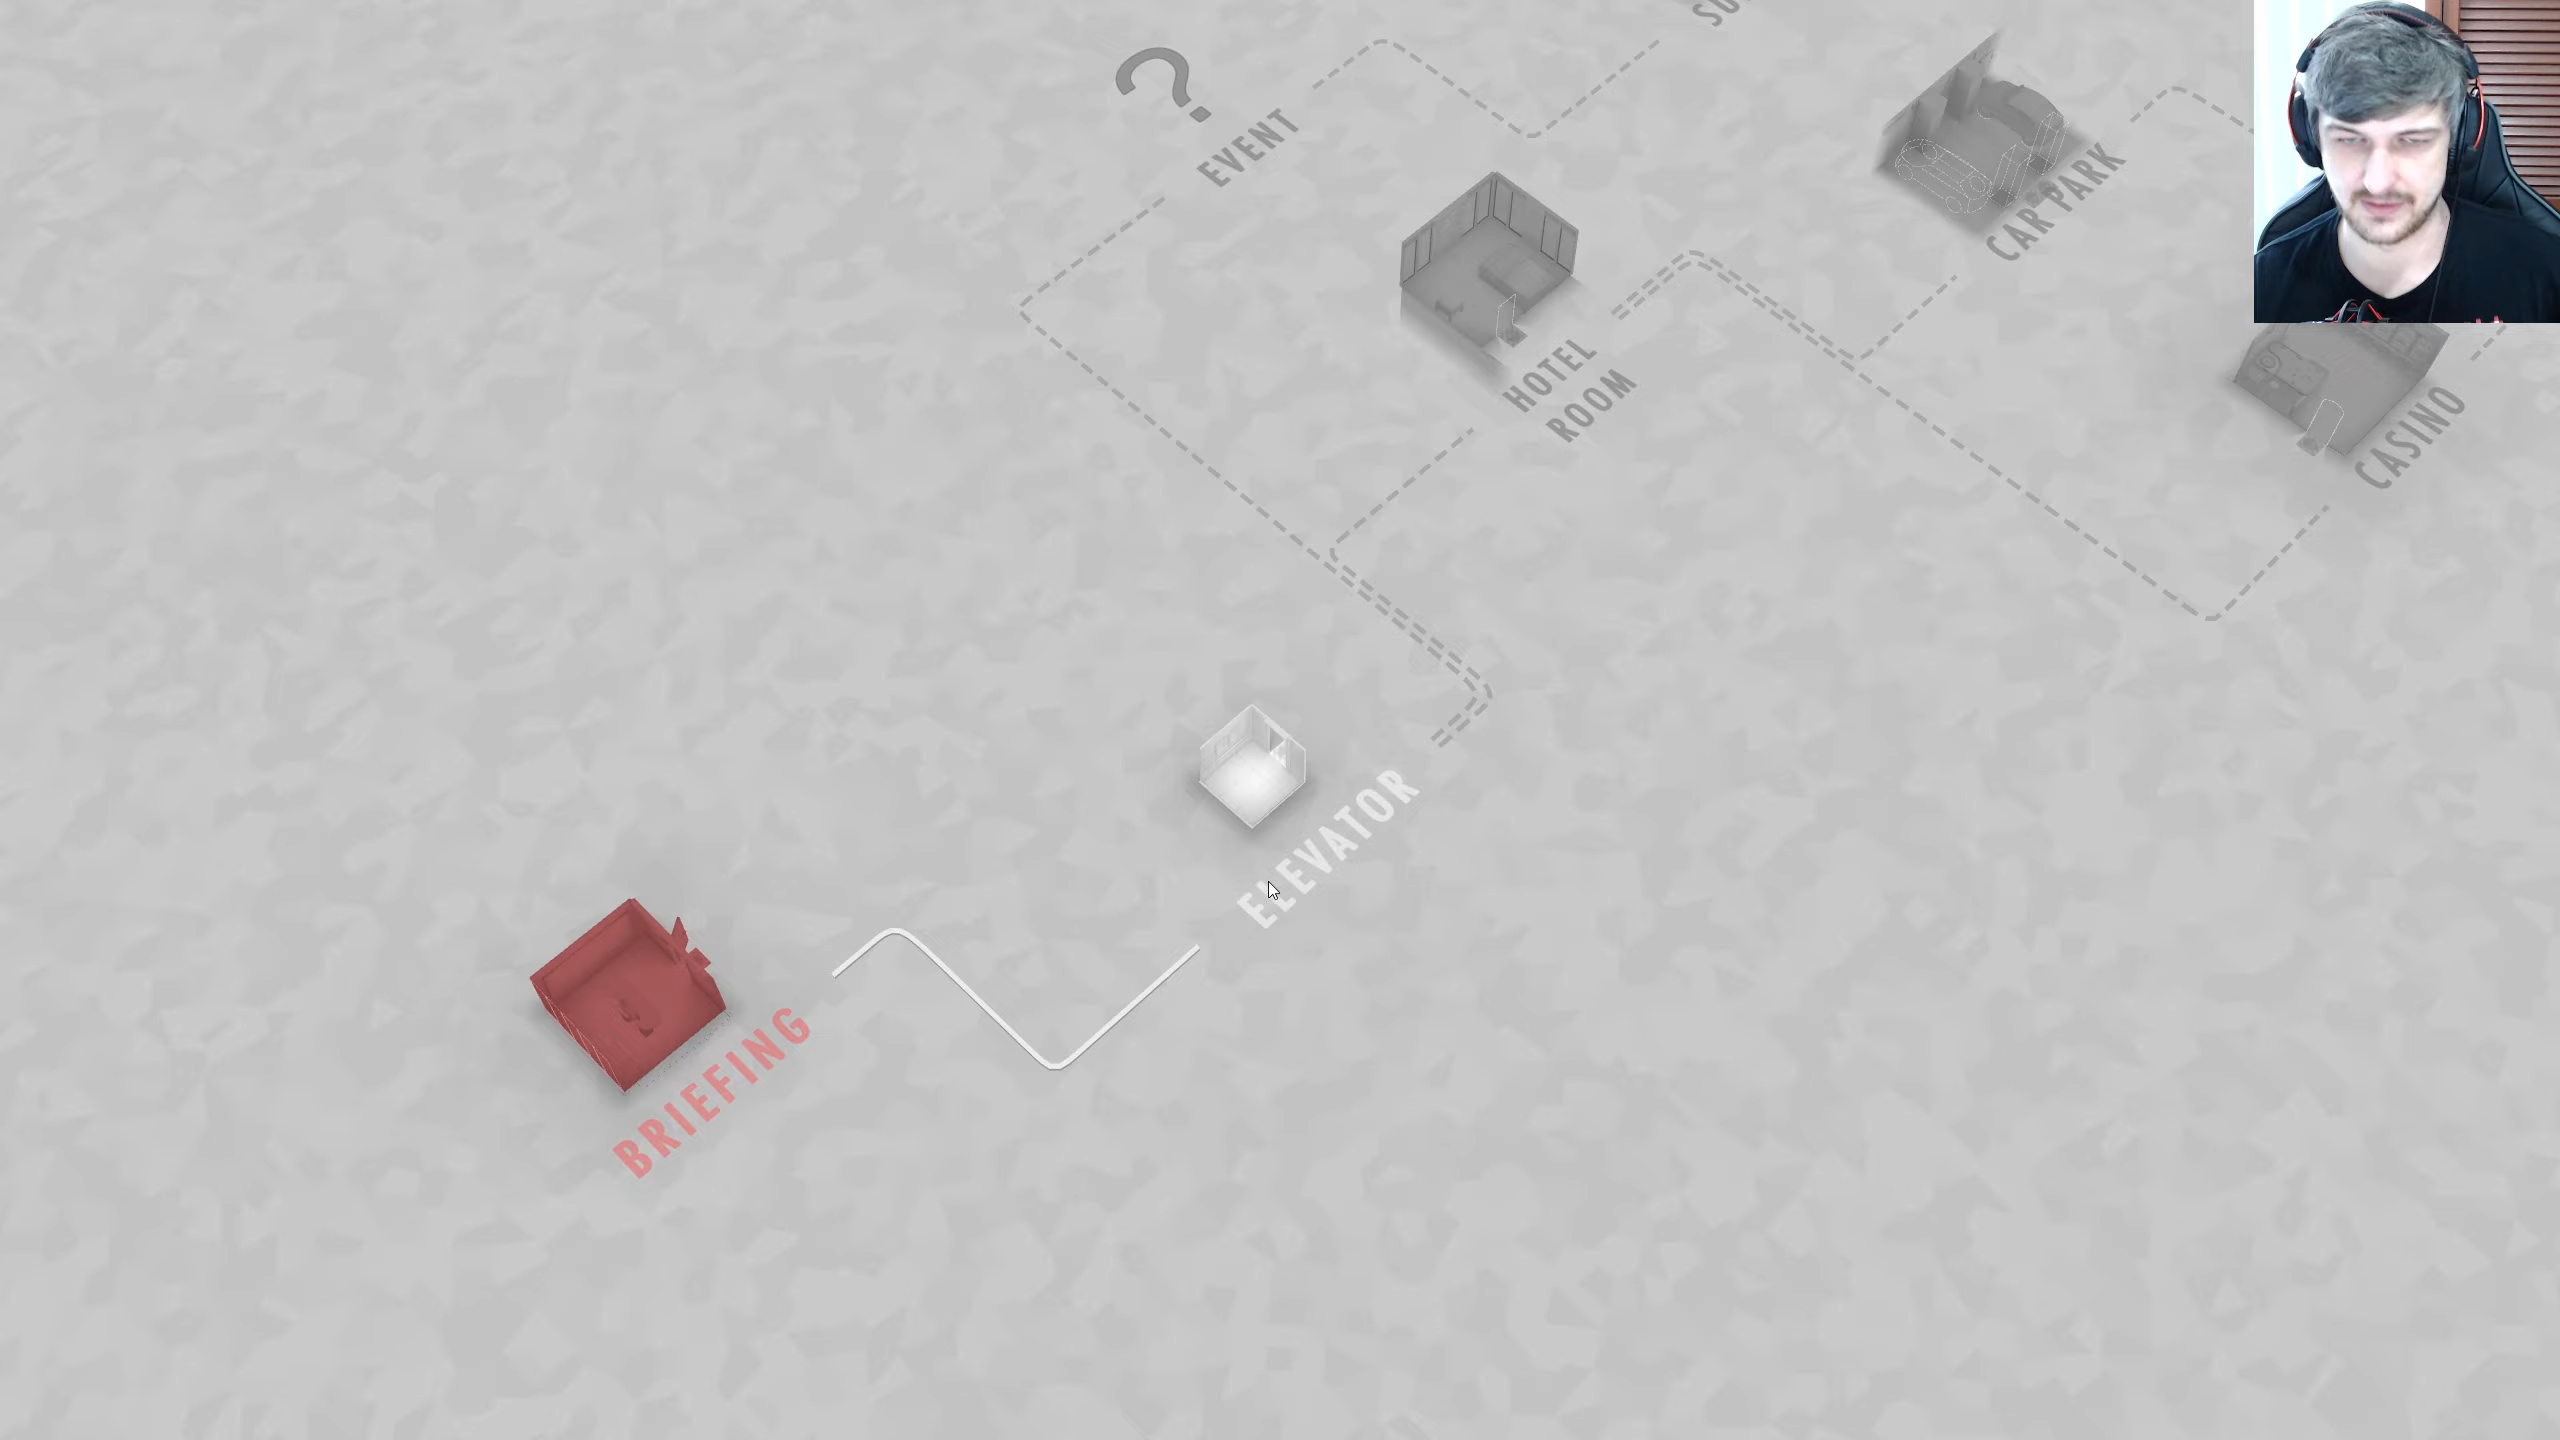 EVENT
CAR PARK
HOTEL
ROOM
CASINO
ELEVATOR
BRIEFING